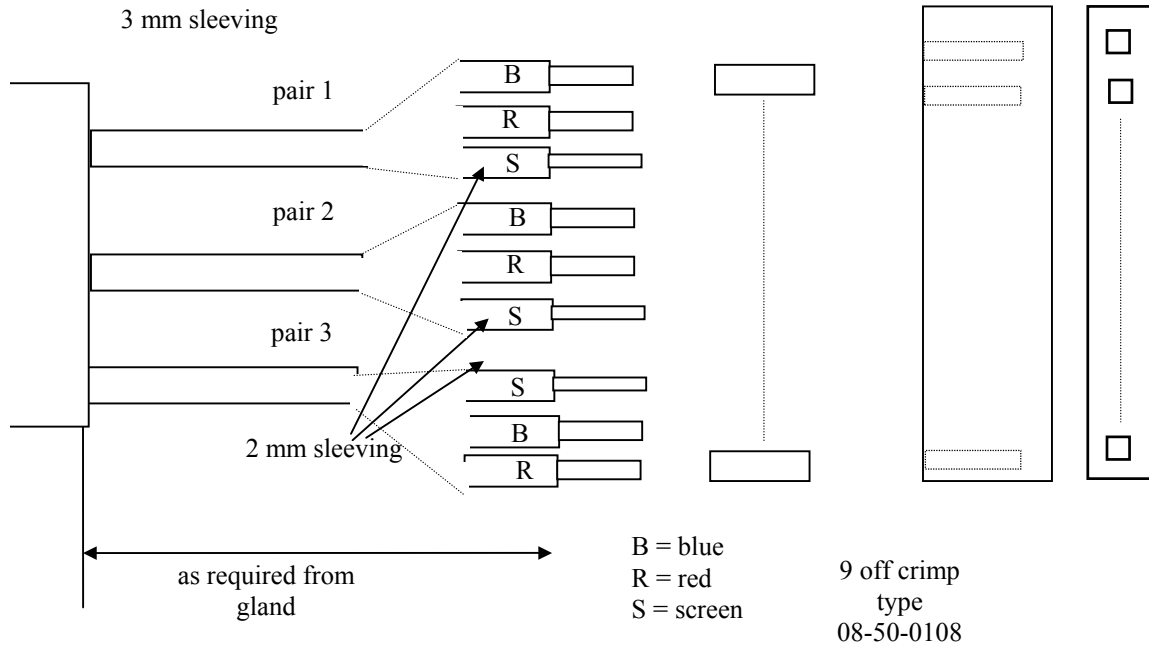 3 mm sleeving
pair 1
B
R
S
pair 2
B
R
S
pair 3
S
B
R
2 mm sleeving
as required from
gland
B = blue
R = red
S = screen
9 off crimp
type
08-50-0108